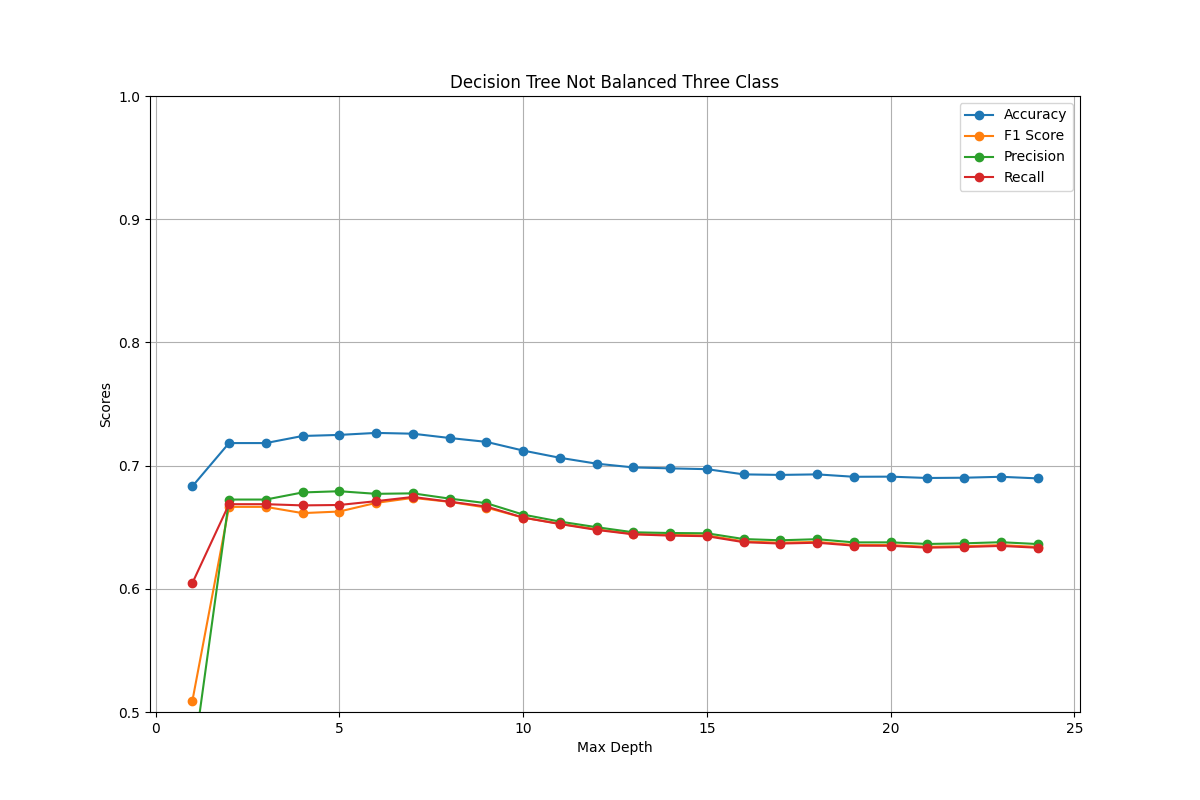 Decision Tree Not Balanced Three Class
1.0
0.9
0.8
0.7
0.6
0.5
Scores
Accuracy
F1 Score
Precision
Recall
0
5
10
15
20
25
Max Depth